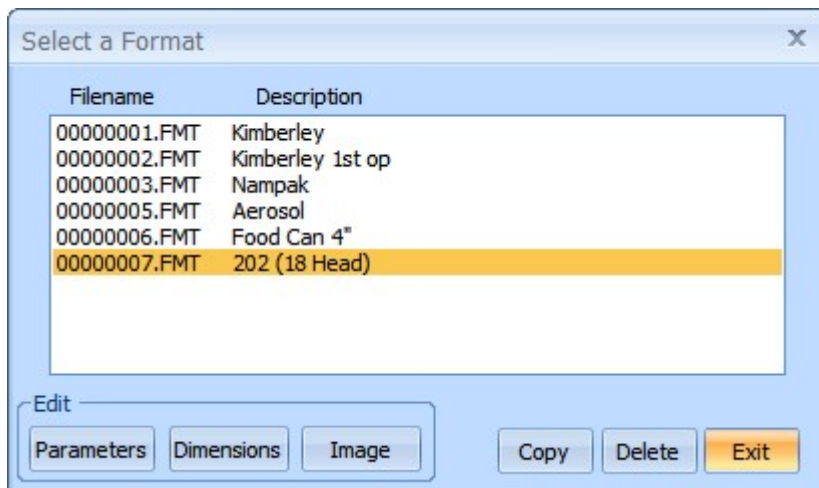 Select a Format X
Filename Description
00000001.FMT Kimberley
00000002.FMT Kimberley 1st op
00000003.FMT Nampak
00000005.FMT Aerosol
00000006.FMT Food Can 4"
00000007.FMT 202 (18 Head)
Edit
Parameters Dimensions Image Copy Delete Exit